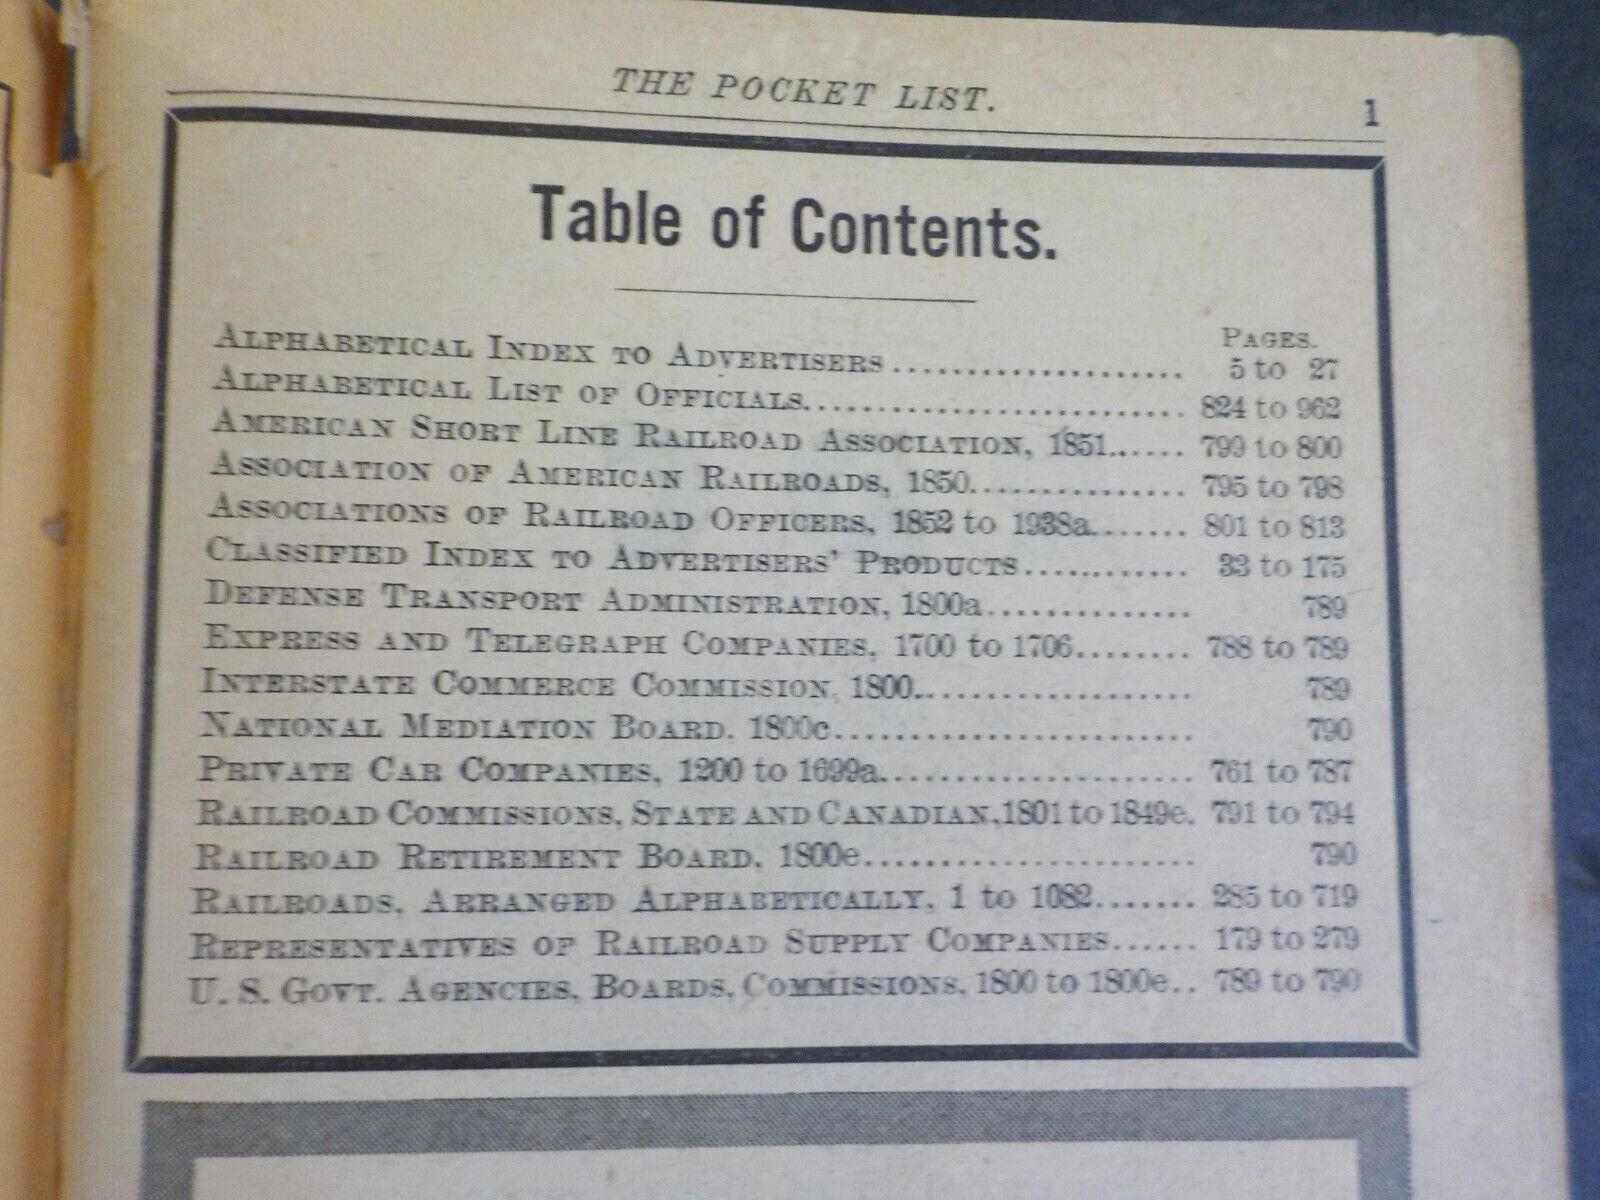 THE POCKET LIST. 1
Table of Contents.
PAGES.
ALPHABETICAL INDEX TO ADVERTISERS .................... 5 to 27
ALPHABETICAL LIST OF OFFICIALS......................... 824 to 962
AMERICAN SHORT LINE RAILROAD ASSOCIATION, 1851...... 799 to 800
ASSOCIATION OF AMERICAN RAILROADS, 1850............... 795 to 798
ASSOCIATIONS OF RAILROAD OFFICERS, 1852 to 1938a....... 801 to 813
CLASSIFIED INDEX TO ADVERTISERS' PRODUCTS............ 33 to 175
DEFENSE TRANSPORT ADMINISTRATION, 1800a.............. 789
EXPRESS AND TELEGRAPH COMPANIES, 1700 to 1706........ 788 to 789
INTERSTATE COMMERCE COMMISSION, 1800................... 789
NATIONAL MEDIATION BOARD. 1800c........................ 790
PRIVATE CAR COMPANIES, 1200 to 1699a..................... 761 to 787
RAILROAD COMMISSIONS, STATE AND CANADIAN, 1801 to 1849e. 791 to 794
RAILROAD RETIREMENT BOARD, 1800e...................... 790
RAILROADS, ARRANGED ALPHABETICALLY, 1 to 1082....... 285 to 719
REPRESENTATIVES OF RAILROAD SUPPLY COMPANIES...... 179 to 279
U. S. GOVT. AGENCIES, BOARDS, COMMISSIONS, 1800 to 1800e.. 789 to 790